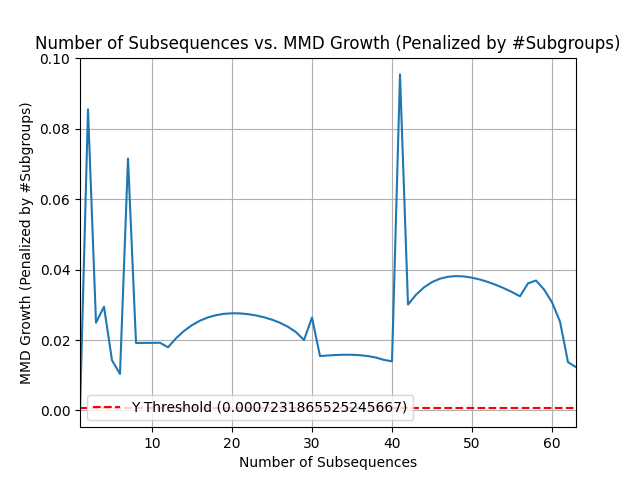 Number of Subsequences vs. MMD Growth (Penalized by #Subgroups)
MMD Growth (Penalized by #Subgroups)
0.10
0.08
0.06
0.04
0.02
0.00
Y Threshold (0.0007231865525245667)
10 20 30 40 50 60
Number of Subsequences